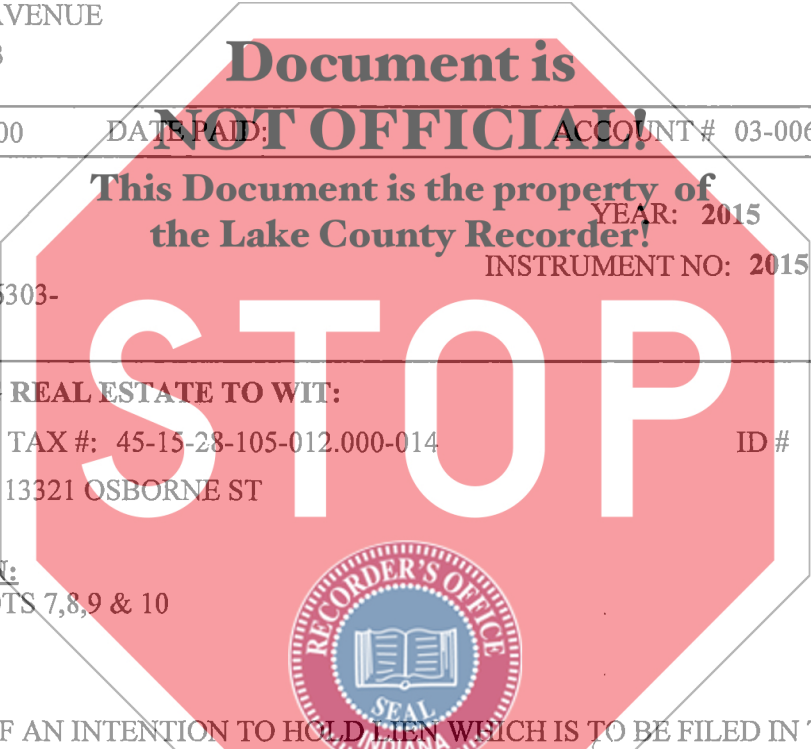 AVENUE
Document is
00 DATE PAID: NOT OFFICIAL! ACCOUNT # 03-006
This Document is the property of
YEAR: 2015
the Lake County Recorder!
INSTRUMENT NO: 2015
5303-
STOP
REAL ESTATE TO WIT:
TAX #: 45-15-28-105-012.000-014 ID #
13321 OSBORNE ST
N:
OTS 7,8,9 & 10
RECORDER'S OFFICE
SEAL
INDIANA
F AN INTENTION TO HOLD LIEN WHICH IS TO BE FILED IN T